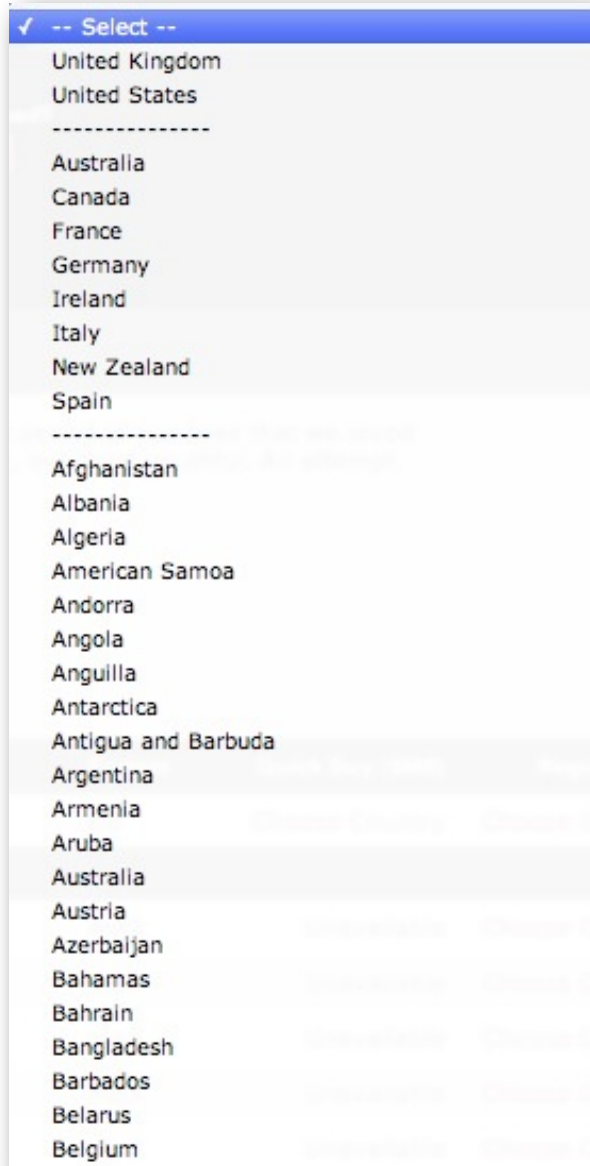 ✓ -- Select --
United Kingdom
United States
---------------
Australia
Canada
France
Germany
Ireland
Italy
New Zealand
Spain
---------------
Afghanistan
Albania
Algeria
American Samoa
Andorra
Angola
Anguilla
Antarctica
Antigua and Barbuda
Argentina
Armenia
Aruba
Australia
Austria
Azerbaijan
Bahamas
Bahrain
Bangladesh
Barbados
Belarus
Belgium